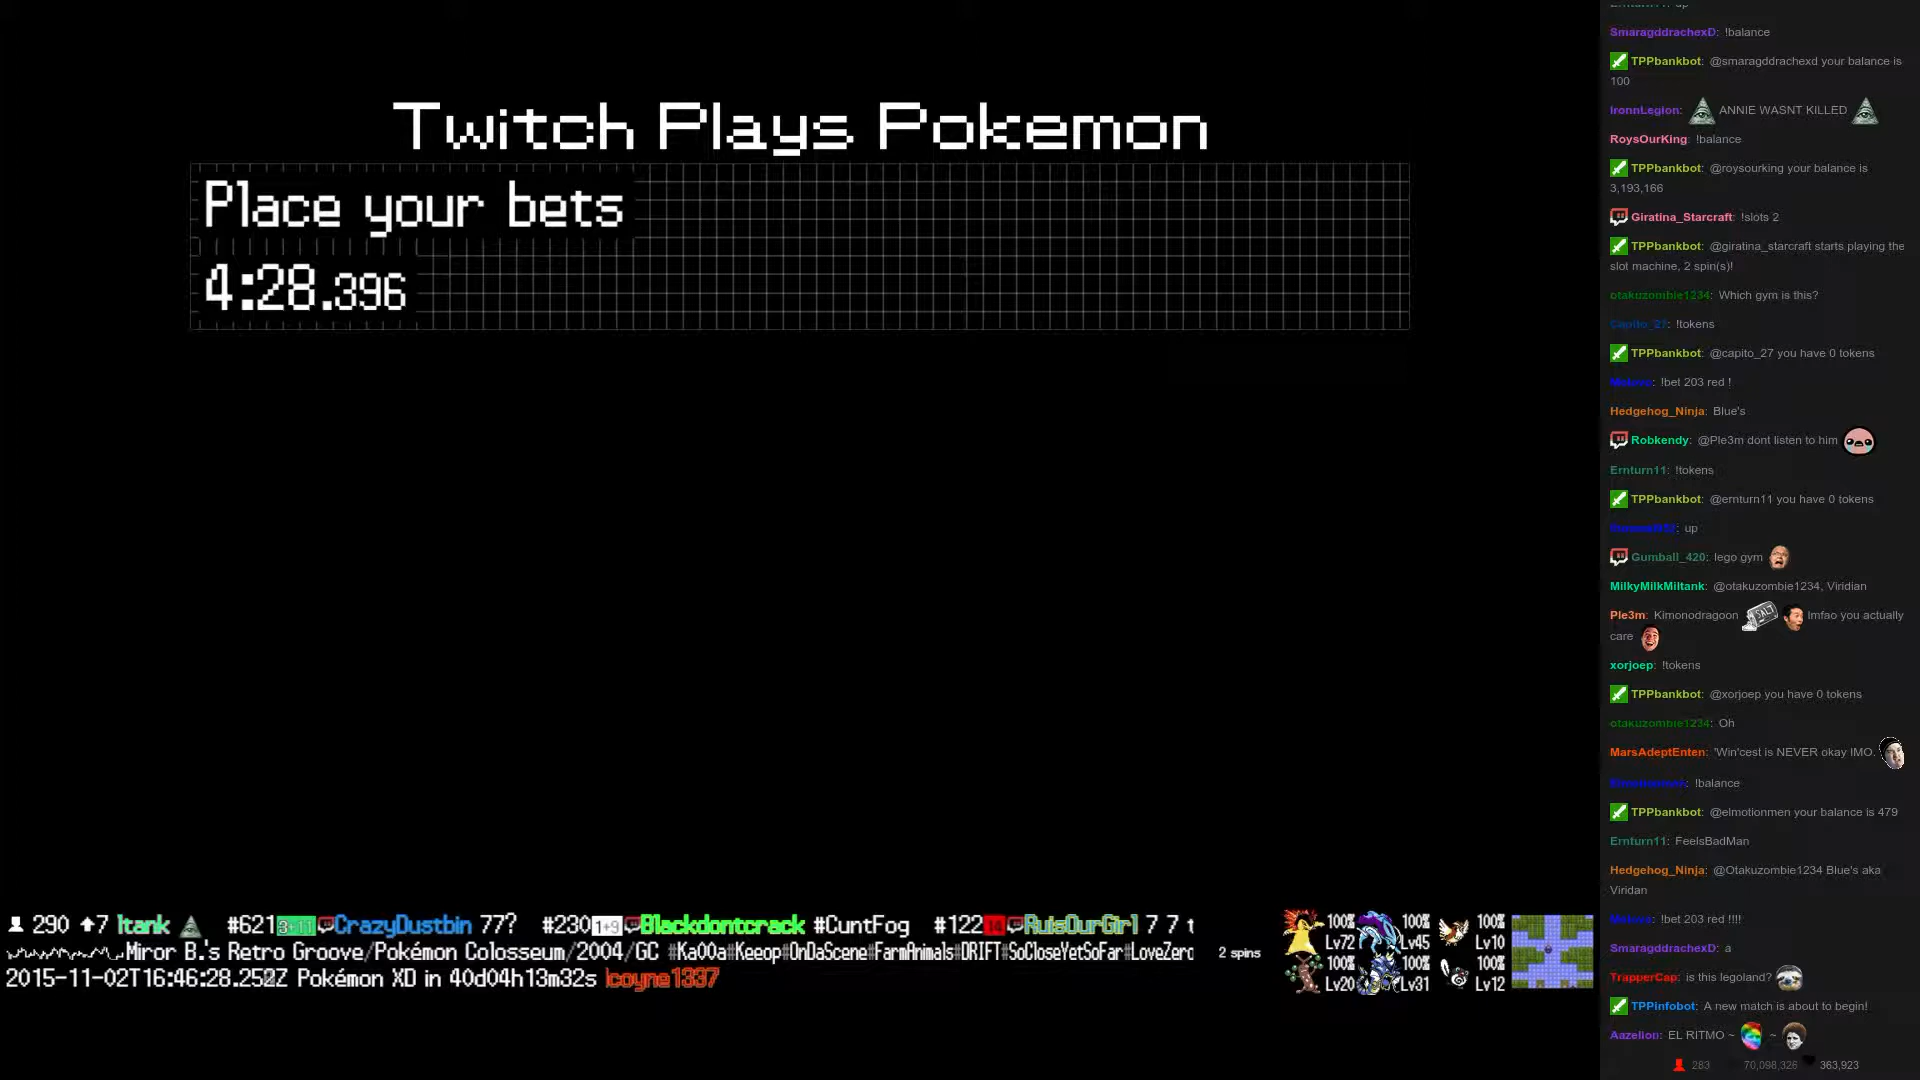 Twitch Plays Pokemon
Place your bets
4:28.396
290 7 ltank #621 3+11 CrazyDustbin 77? #230 1+9 Blackdontcrack #CuntFog #122 RuisOurGirl 7 7 t
Miror B.'s Retro Groove/Pokémon Colosseum/2004/GC #Ka00a#Keeop#OnDaScene#FarmAnimals#DRIFT#SoCloseYetSoFar#LoveZero
2 spins
Pokémon XD in 40d04h13m32s lcoyne1337
100% 100% 100%
Lv72 Lv45 Lv10
100% 100% 100%
Lv20 Lv31 Lv12
SmaragddrachexD: !balance
TPPbankbot: @smaragddrachexd your balance is
100
IronnLegion: ANNIE WASNT KILLED
RoysOurKing: !balance
TPPbankbot: @roysourking your balance is
3,193,166
Giratina_Starcraft: !slots 2
TPPbankbot: @giratina_starcraft starts playing the
slot machine, 2 spin(s)!
otakuzombie1234: Which gym is this?
Capito_27: !tokens
TPPbankbot: @capito_27 you have 0 tokens
!bet 203 red !
Hedgehog_Ninja: Blue's
Robkendy: @Ple3m dont listen to him
Ernturn11: !tokens
TPPbankbot: @ernturn11 you have 0 tokens
up
Gumball_420: lego gym
MilkyMilkMiltank: @otakuzombie1234, Viridian
Ple3m: Kimonodragoon SALT lmfao you actually
care
xorjoep: !tokens
TPPbankbot: @xorjoep you have 0 tokens
otakuzombie1234: Oh
MarsAdeptEnten: 'Win'cest is NEVER okay IMO.
!balance
TPPbankbot: @elmotionmen your balance is 479
Ernturn11: FeelsBadMan
Hedgehog_Ninja: @Otakuzombie1234 Blue's aka
Viridan
!bet 203 red !!!!
SmaragddrachexD: a
TrapperCap: is this legoland?
TPPinfobot: A new match is about to begin!
Aazelion: EL RITMO ~ ~
283 70,098,326 363,923